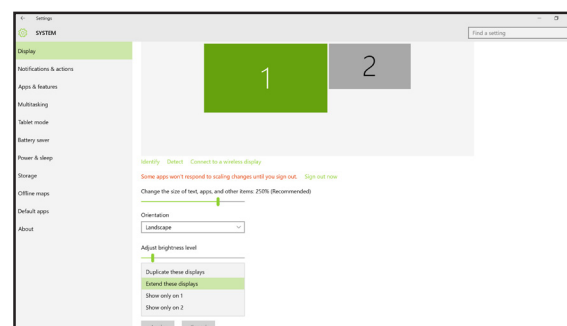 Settings
SYSTEM
Find a setting
Display
Notifications & actions
Apps & features
Multitasking
Tablet mode
Battery saver
Power & sleep
Storage
Offline maps
Default apps
About
1
2
Identify Detect Connect to a wireless display
Some apps won't respond to scaling changes until you sign out. Sign out now
Change the size of text, apps, and other items: 250% (Recommended)
Orientation
Landscape
Adjust brightness level
Duplicate these displays
Extend these displays
Show only on 1
Show only on 2